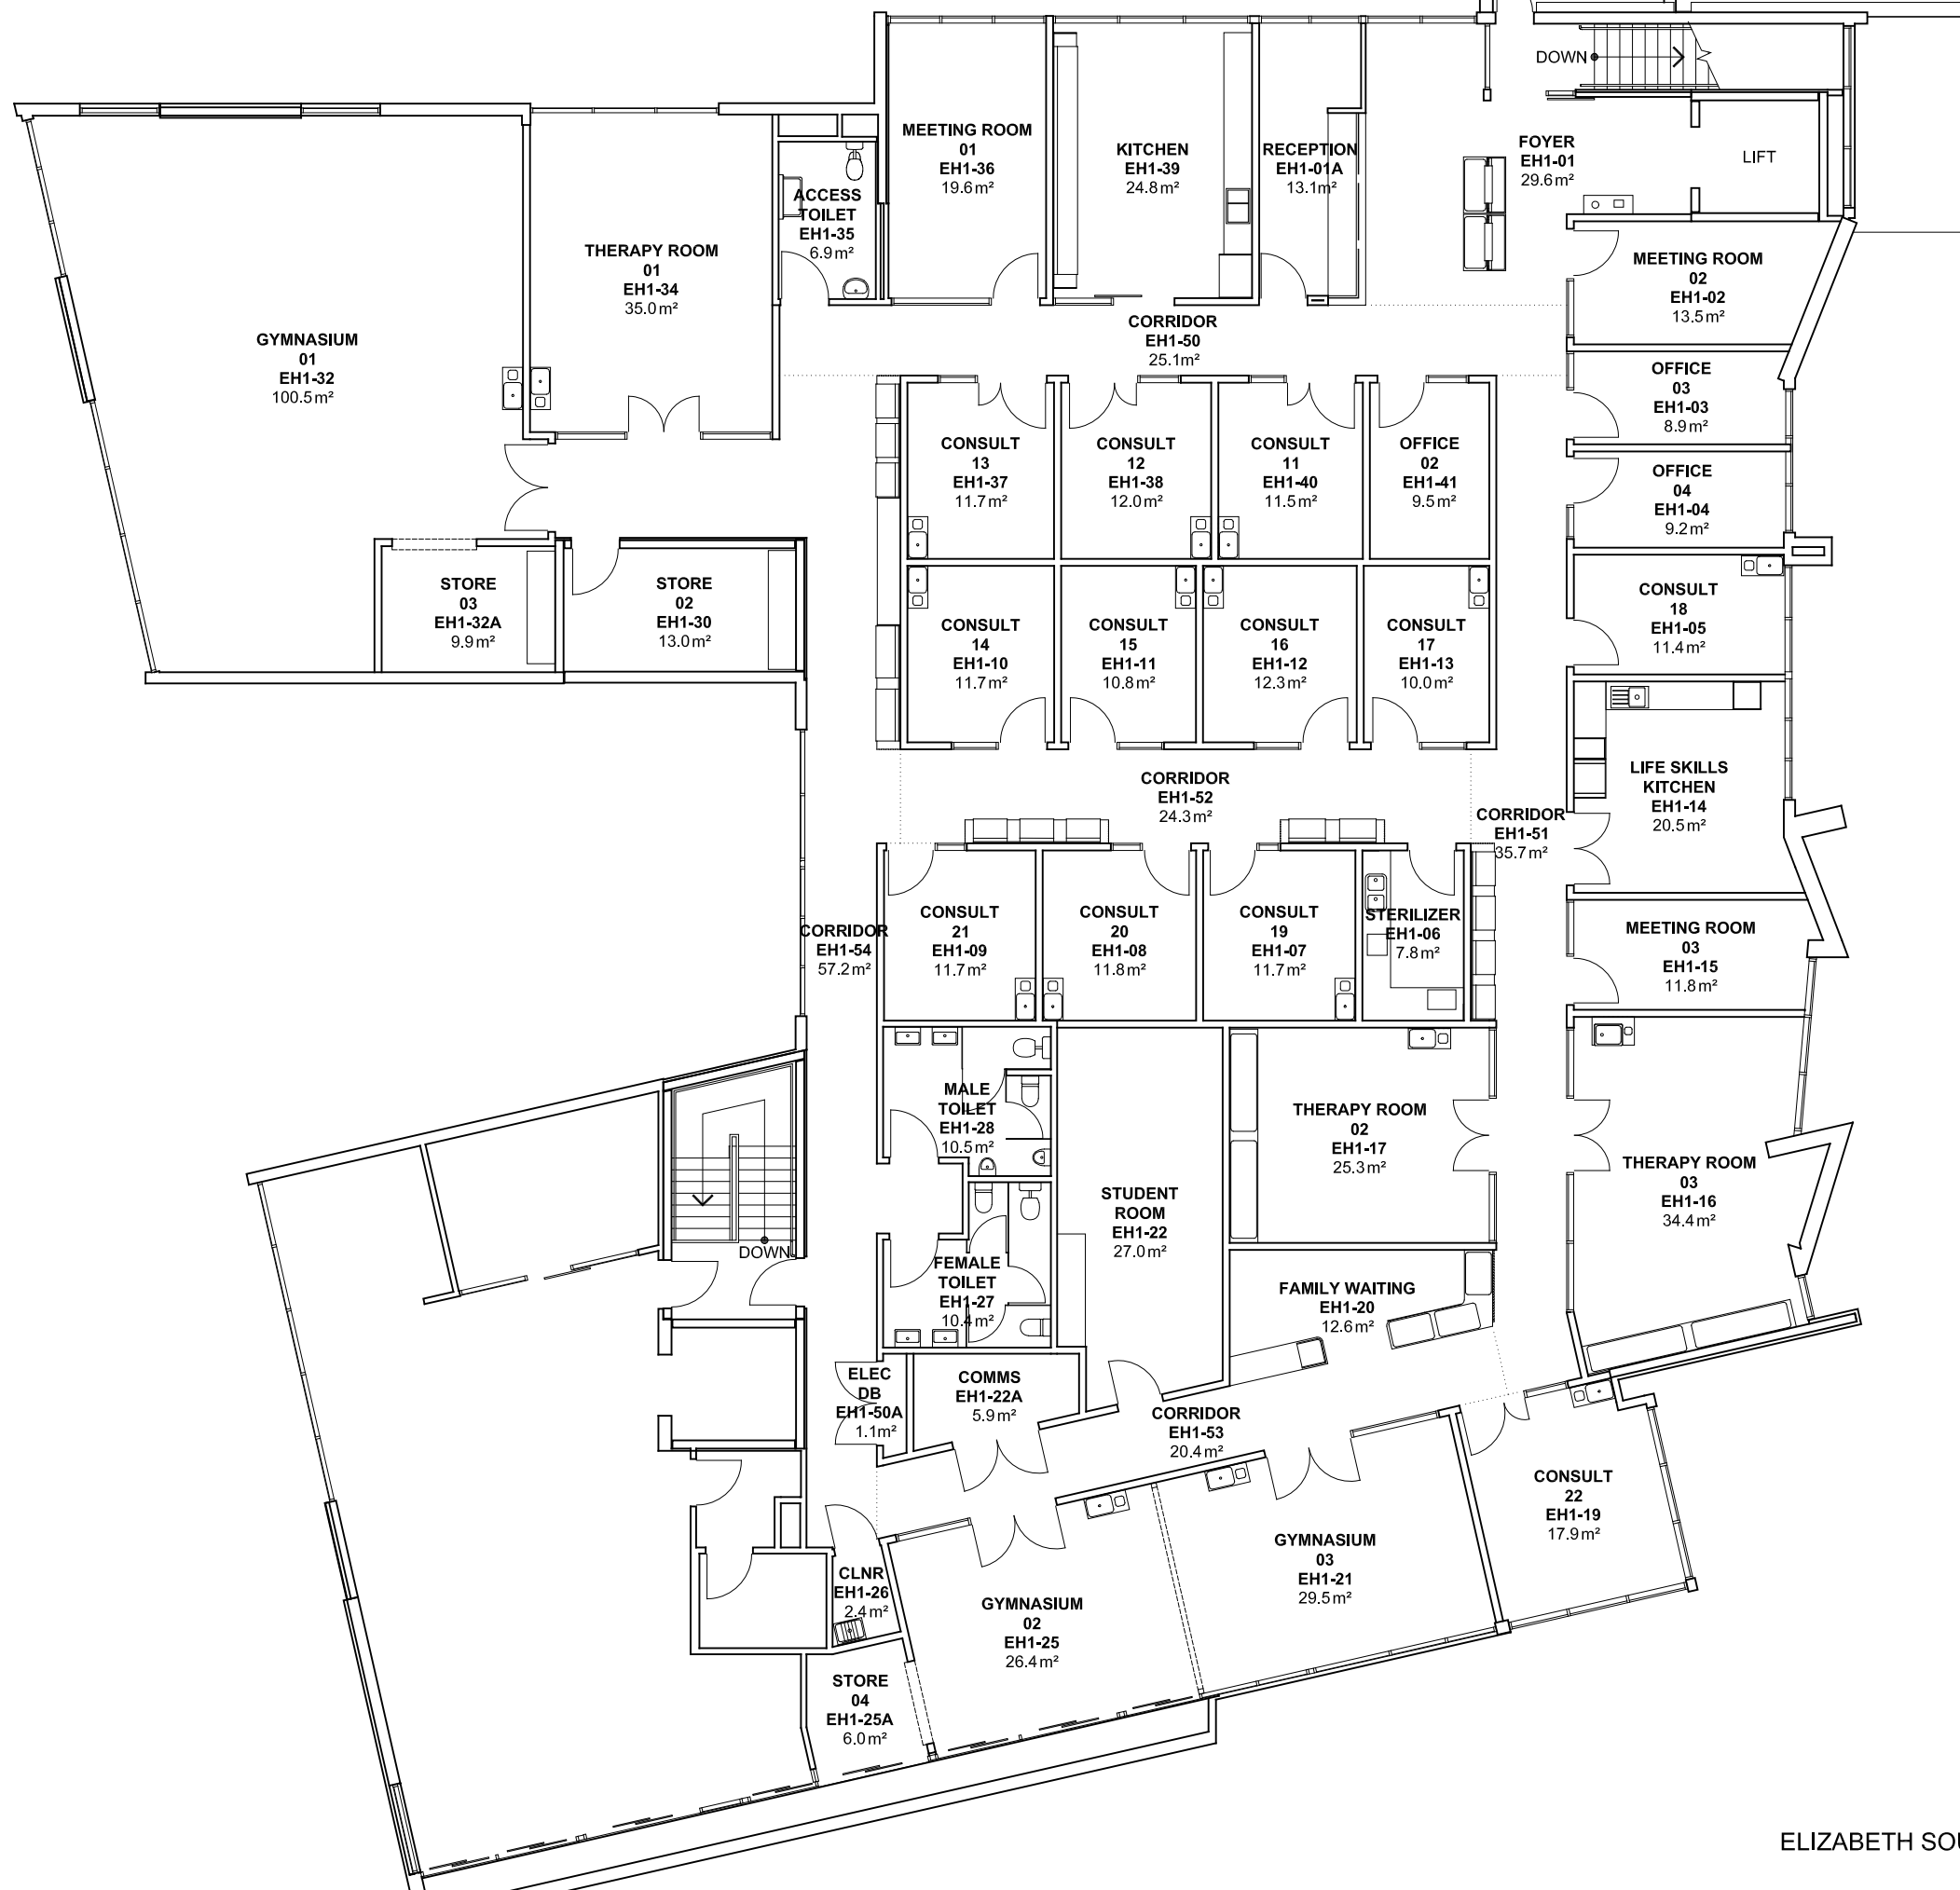 DOWN
FOYER
EH1-01
29.6m²
LIFT
MEETING ROOM
01
EH1-36
19.6m²
KITCHEN
EH1-39
24.8m²
RECEPTION
EH1-01A
13.1m²
ACCESS
TOILET
EH1-35
6.9m²
THERAPY ROOM
01
EH1-34
35.0m²
MEETING ROOM
02
EH1-02
13.5m²
GYMNASIUM
01
EH1-32
100.5m²
CORRIDOR
EH1-50
25.1m²
OFFICE
03
EH1-03
8.9m²
CONSULT
13
EH1-37
11.7m²
CONSULT
12
EH1-38
12.0m²
CONSULT
11
EH1-40
11.5m²
OFFICE
02
EH1-41
9.5m²
OFFICE
04
EH1-04
9.2m²
STORE
03
EH1-32A
9.9m²
STORE
02
EH1-30
13.0m²
CONSULT
18
EH1-05
11.4m²
CONSULT
14
EH1-10
11.7m²
CONSULT
15
EH1-11
10.8m²
CONSULT
16
EH1-12
12.3m²
CONSULT
17
EH1-13
10.0m²
LIFE SKILLS
KITCHEN
EH1-14
20.5m²
CORRIDOR
EH1-52
24.3m²
CORRIDOR
EH1-51
35.7m²
CORRIDOR
EH1-54
57.2m²
CONSULT
21
EH1-09
11.7m²
CONSULT
20
EH1-08
11.8m²
CONSULT
19
EH1-07
11.7m²
STERILIZER
EH1-06
7.8m²
MEETING ROOM
03
EH1-15
11.8m²
MALE
TOILET
EH1-28
10.5m²
THERAPY ROOM
02
EH1-17
25.3m²
THERAPY ROOM
03
EH1-16
34.4m²
STUDENT
ROOM
EH1-22
27.0m²
DOWN
FEMALE
TOILET
EH1-27
10.4m²
FAMILY WAITING
EH1-20
12.6m²
ELEC
DB
EH1-50A
1.1m²
COMMS
EH1-22A
5.9m²
CORRIDOR
EH1-53
20.4m²
CONSULT
22
EH1-19
17.9m²
GYMNASIUM
03
EH1-21
29.5m²
CLNR
EH1-26
2.4m²
GYMNASIUM
02
EH1-25
26.4m²
STORE
04
EH1-25A
6.0m²
ELIZABETH